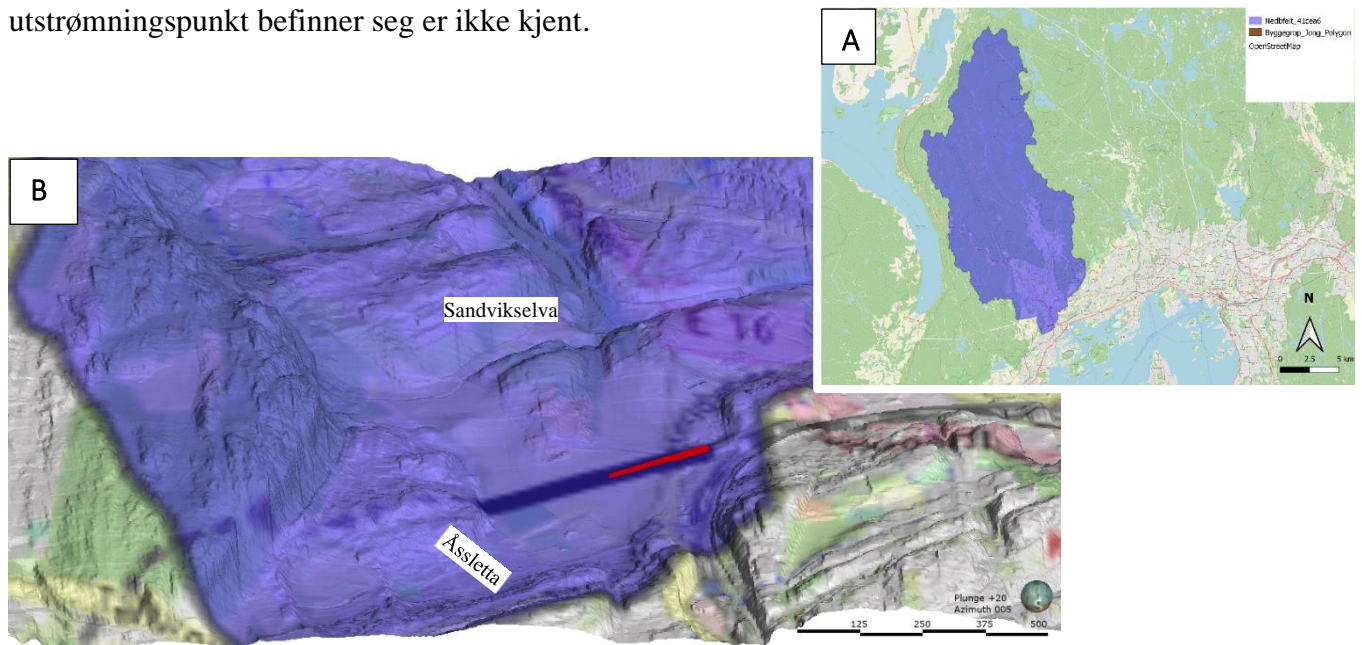 utstrømningspunkt befinner seg er ikke kjent.
A
Nedbfelt_41cea6
Byggegrop_Jong_Polygon
OpenStreetMap
N
0 2.5 5 km
B
Sandvikselva
Åssletta
Plunge +20
Azimuth 005
0 125 250 375 500